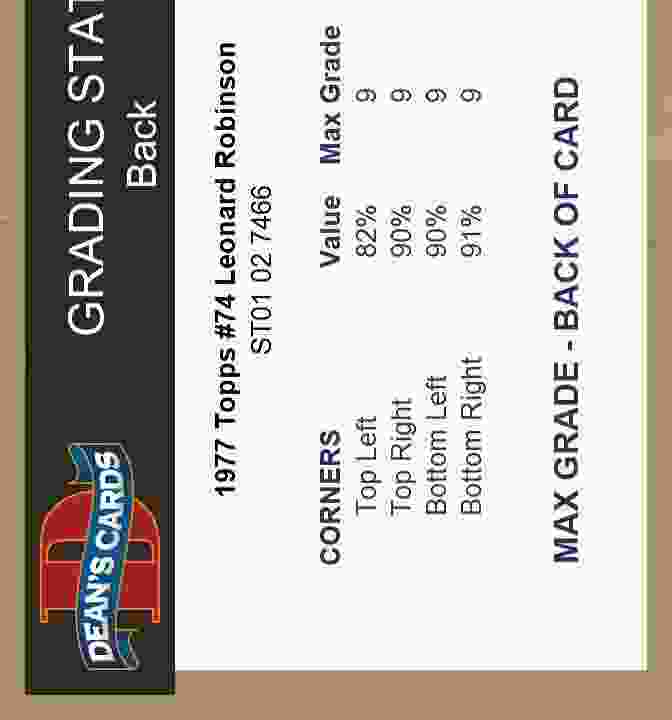 DEAN'S CARDS
GRADING STAT
Back
1977 Topps #74 Leonard Robinson
ST01 02 7466
CORNERS Value Max Grade
Top Left 82% 9
Top Right 90% 9
Bottom Left 90% 9
Bottom Right 91% 9
MAX GRADE - BACK OF CARD